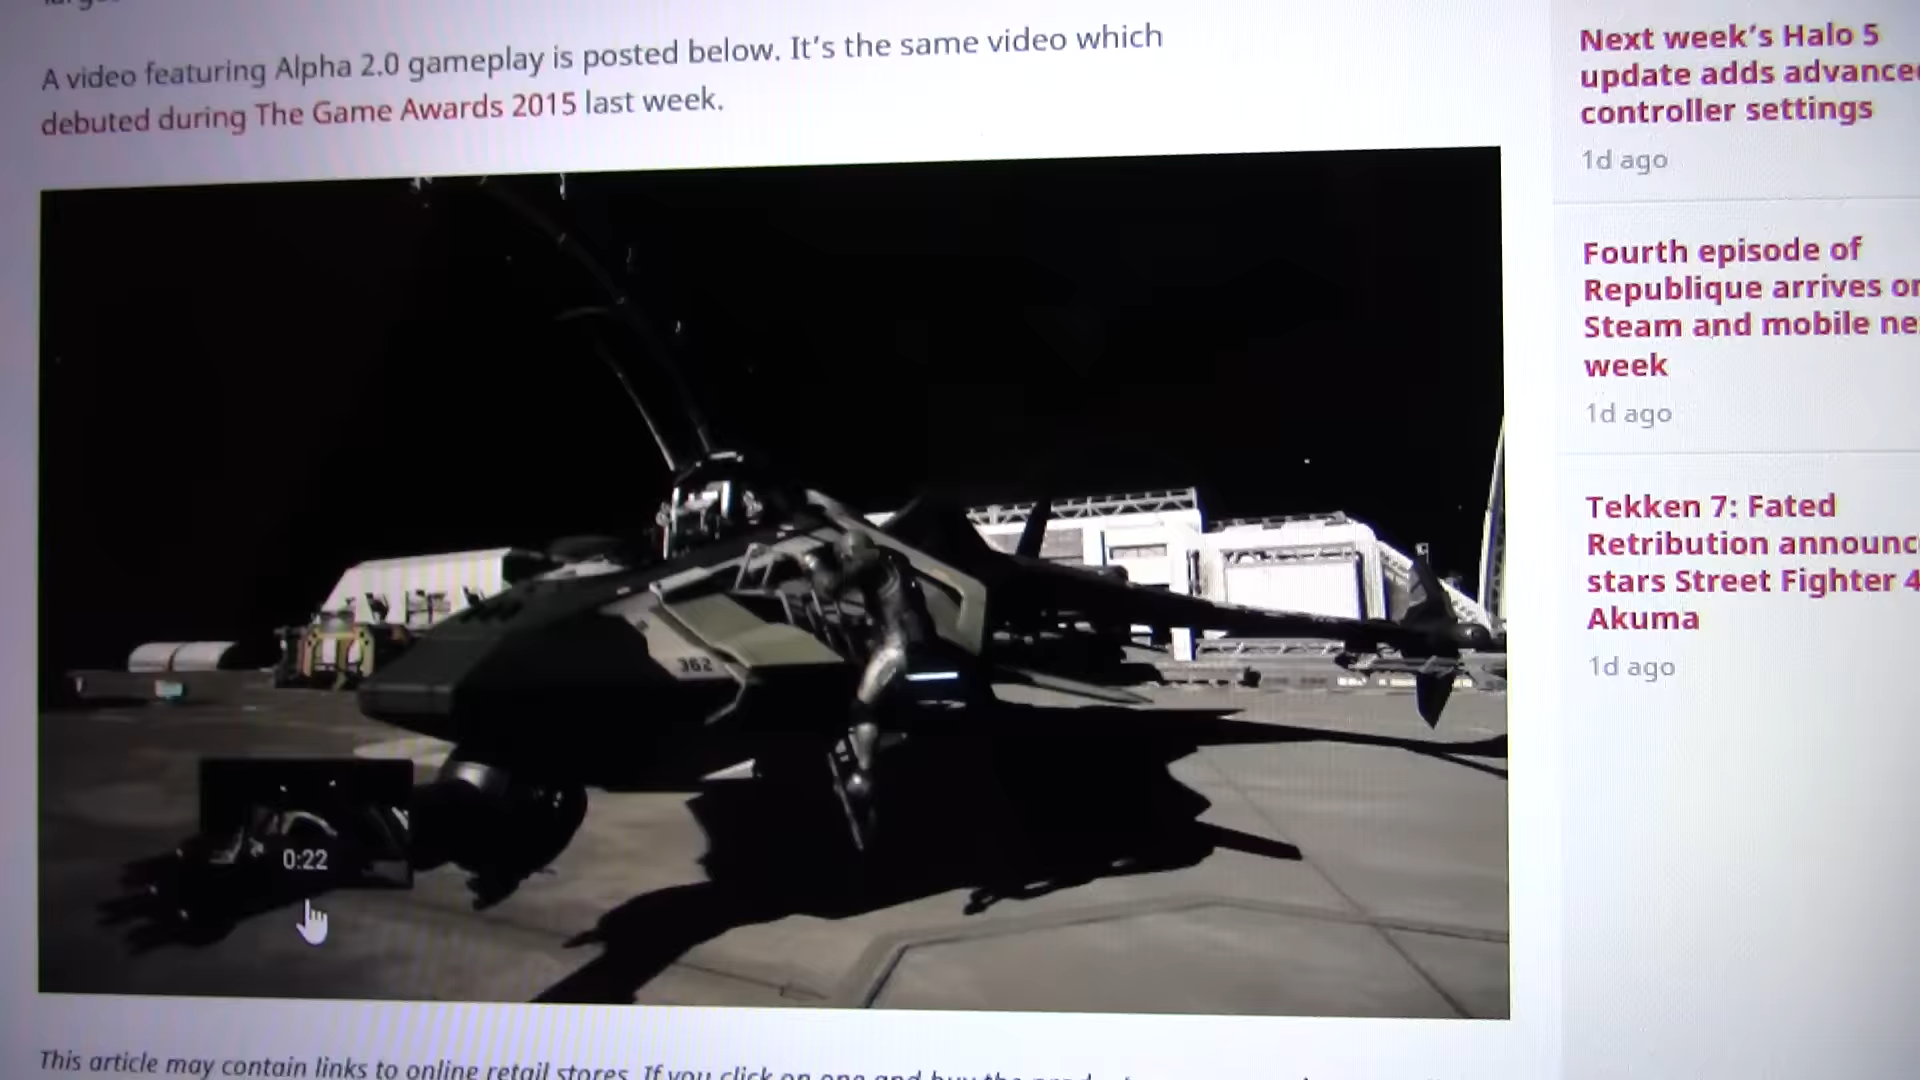 A video featuring Alpha 2.0 gameplay is posted below. It’s the same video which
debuted during The Game Awards 2015 last week.
362
0:22
This article may contain links to online retail stores. If you click on one and buy the
Next week’s Halo 5
update adds
controller settings
1d ago
Fourth episode of
Republique arrives
Steam and mobile
week
1d ago
Tekken 7: Fated
Retribution
stars Street Fighter 4
Akuma
1d ago